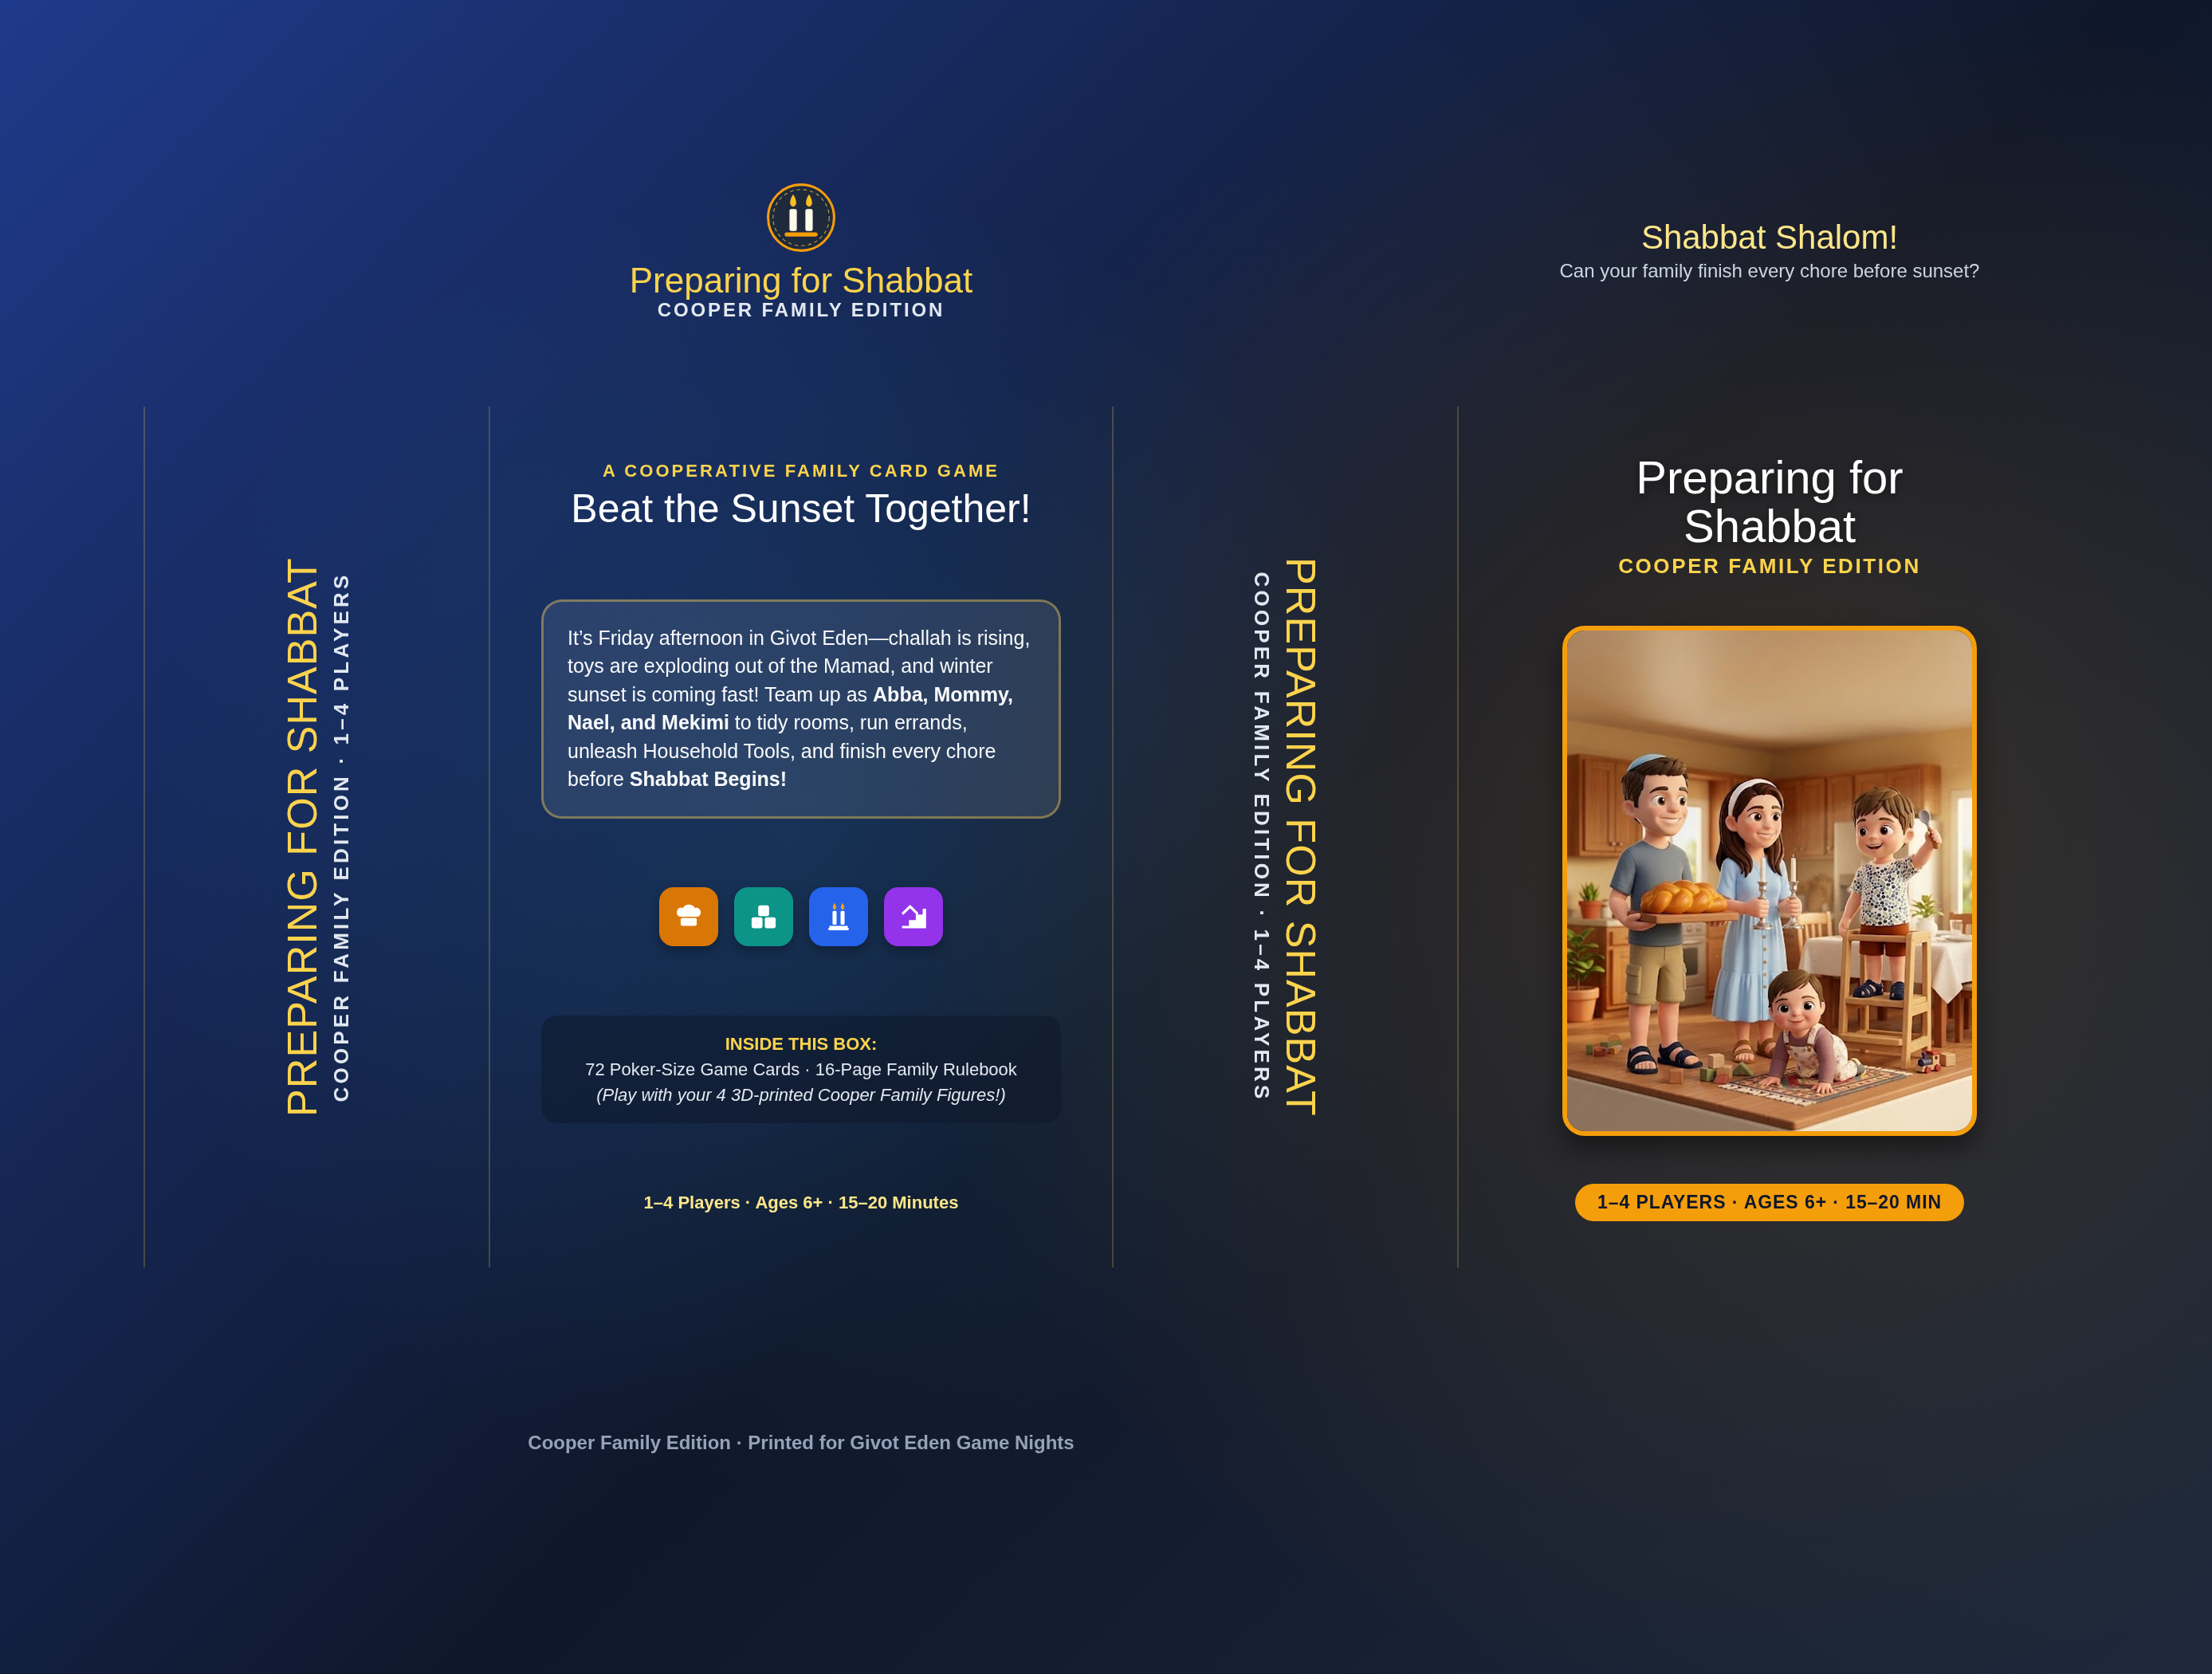 Preparing for Shabbat
COOPER FAMILY EDITION
Shabbat Shalom!
Can your family finish every chore before sunset?
PREPARING FOR SHABBAT
COOPER FAMILY EDITION · 1–4 PLAYERS
A COOPERATIVE FAMILY CARD GAME
Beat the Sunset Together!
It’s Friday afternoon in Givot Eden—challah is rising,
toys are exploding out of the Mamad, and winter
sunset is coming fast! Team up as Abba, Mommy,
Nael, and Mekimi to tidy rooms, run errands,
unleash Household Tools, and finish every chore
before Shabbat Begins!
INSIDE THIS BOX:
72 Poker-Size Game Cards · 16-Page Family Rulebook
(Play with your 4 3D-printed Cooper Family Figures!)
1–4 Players · Ages 6+ · 15–20 Minutes
PREPARING FOR SHABBAT
COOPER FAMILY EDITION · 1–4 PLAYERS
Preparing for
Shabbat
COOPER FAMILY EDITION
1–4 PLAYERS · AGES 6+ · 15–20 MIN
Cooper Family Edition · Printed for Givot Eden Game Nights